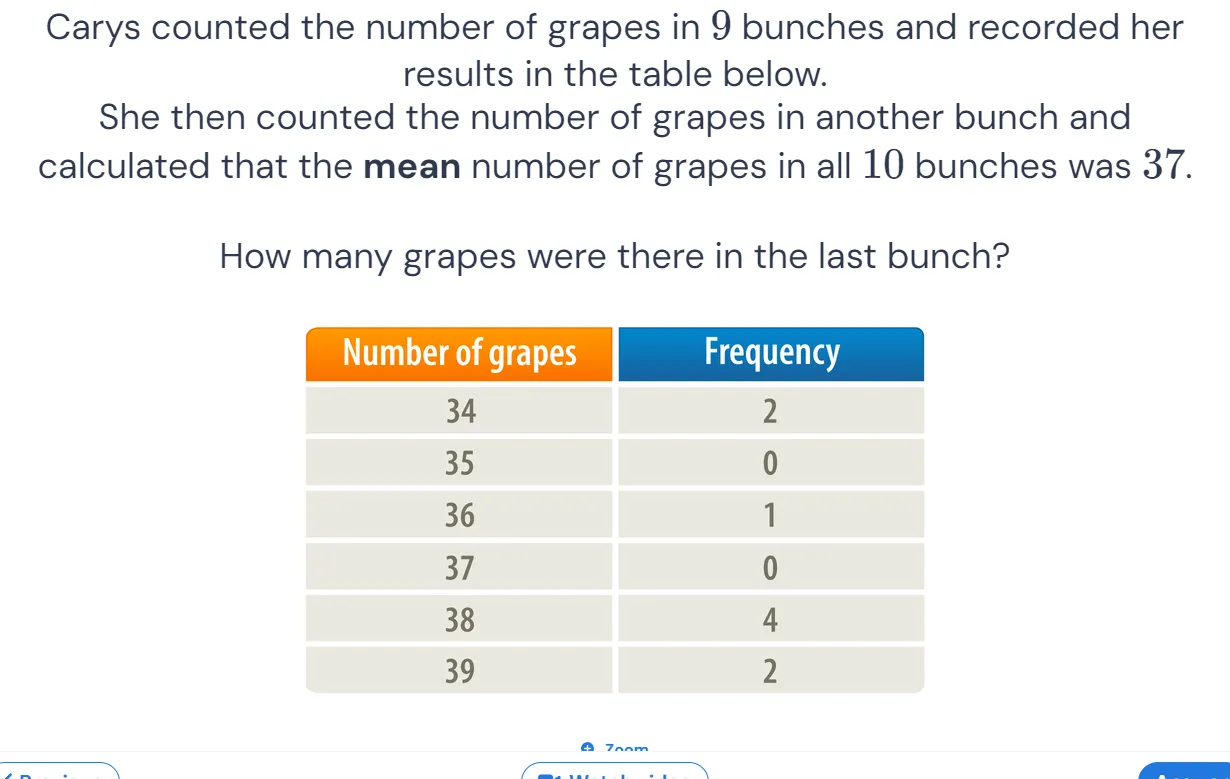 Carys counted the number of grapes in 9 bunches and recorded her
results in the table below.
She then counted the number of grapes in another bunch and
calculated that the mean number of grapes in all 10 bunches was 37.
How many grapes were there in the last bunch?
Number of grapes Frequency
34 2
35 0
36 1
37 0
38 4
39 2
Zoom